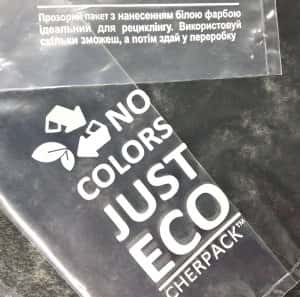 Прозорий пакет з нанесенням білою фарбою
ідеальний для рециклінгу. Використовуй
скільки зможеш, а потім здай у переробку
NO
COLORS
JUST
ECO
CHERPACK™